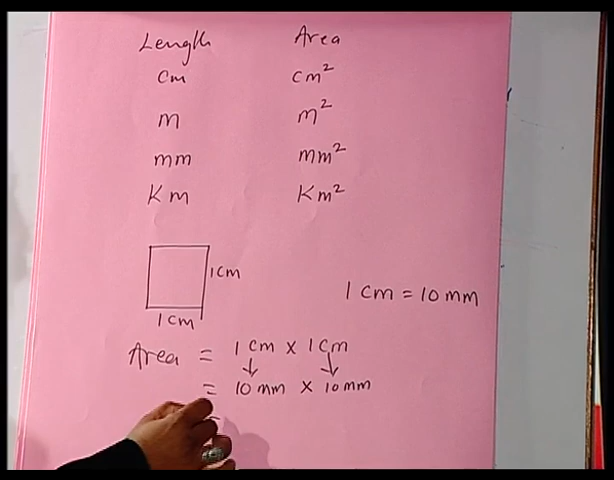 Length Area
cm cm²
m m²
mm mm²
Km Km²
1cm
1cm
1 cm = 10 mm
Area = 1 cm x 1 cm
= 10 mm x 10 mm
=